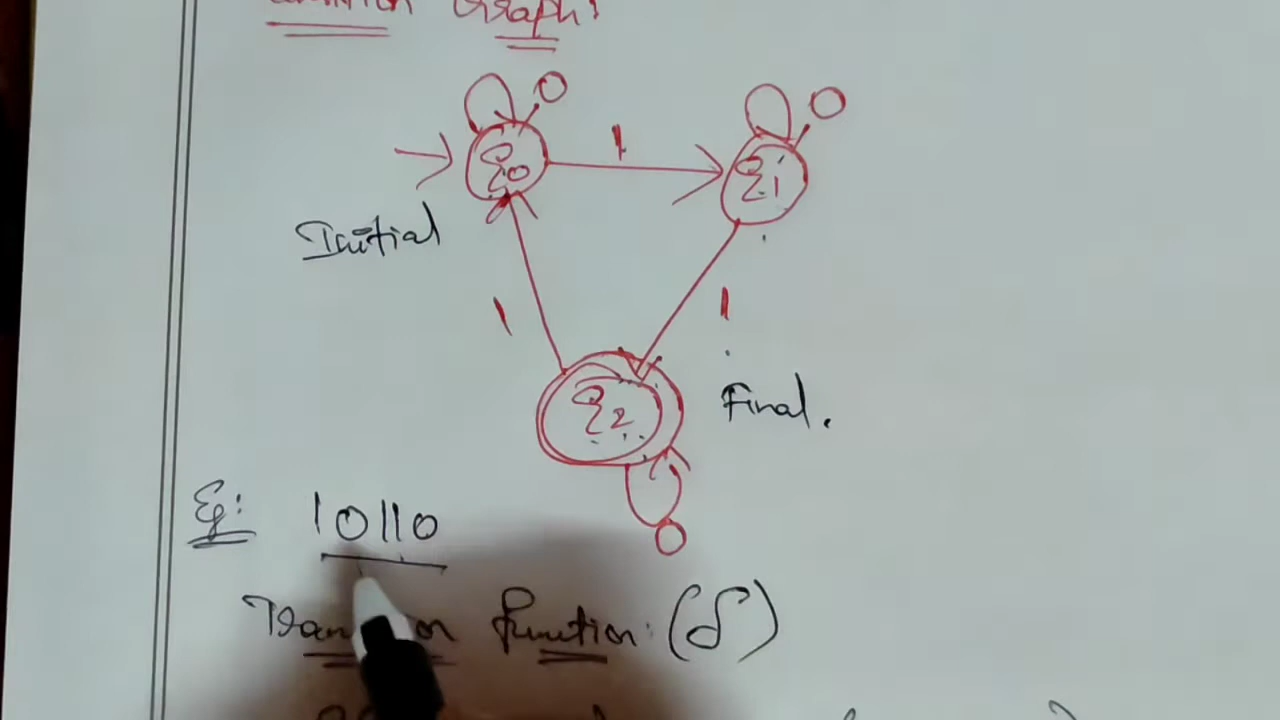 Graph:
0 0
1
q0 q1
Initial
1 1
q2 Final.
0
Eg: 10110
function: (δ)